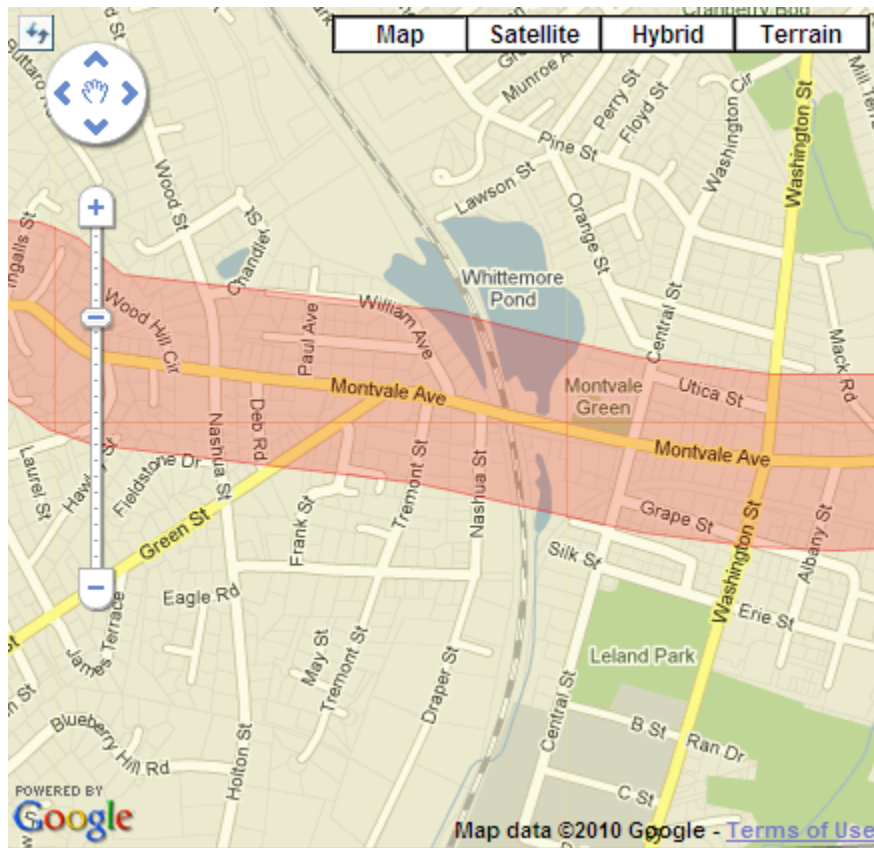 Map
Satellite
Hybrid
Terrain
Cranberry Bog
Buttaro
Munroe
Perry St
Floyd St
Mill
Washington Cir
Pine St
Washington St
Wood St
Lawson St
Orange St
Chandler St
Ingalls St
Whittemore
Pond
Wood Hill Cir
Paul Ave
William Ave
Central St
Mack Rd
Montvale Ave
Montvale
Green
Utica St
Deb Rd
Nashua St
Tremont St
Nashua St
Montvale Ave
Laurel St
Fieldstone Dr
Green St
Frank St
Grape St
Washington St
Albany St
Silk St
Eagle Rd
Erie St
James Terrace
May St
Tremont St
Draper St
Leland Park
Central St
Blueberry Hill Rd
Holton St
B St
Ran Dr
C St
POWERED BY
Google
Map data ©2010 Google - Terms of Use